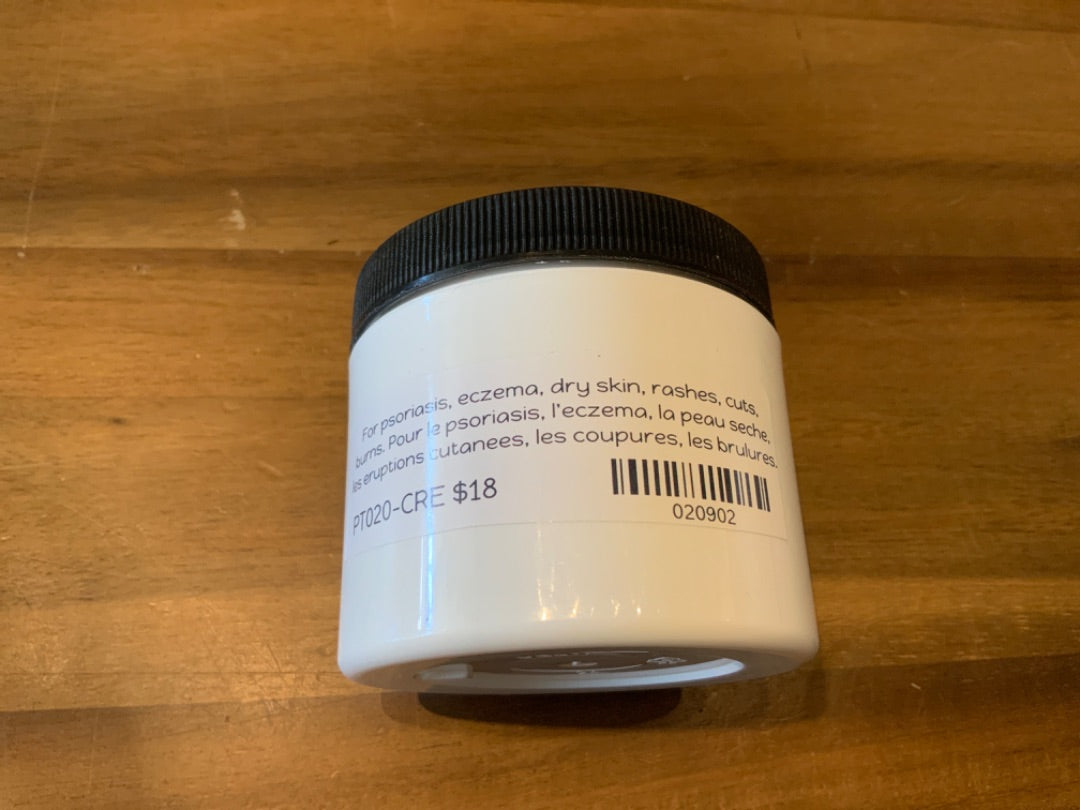 For psoriasis, eczema, dry skin, rashes, cuts,
burns. Pour le psoriasis, l'eczema, la peau seche,
les eruptions cutanees, les coupures, les brulures.
PT020-CRE $18
020902